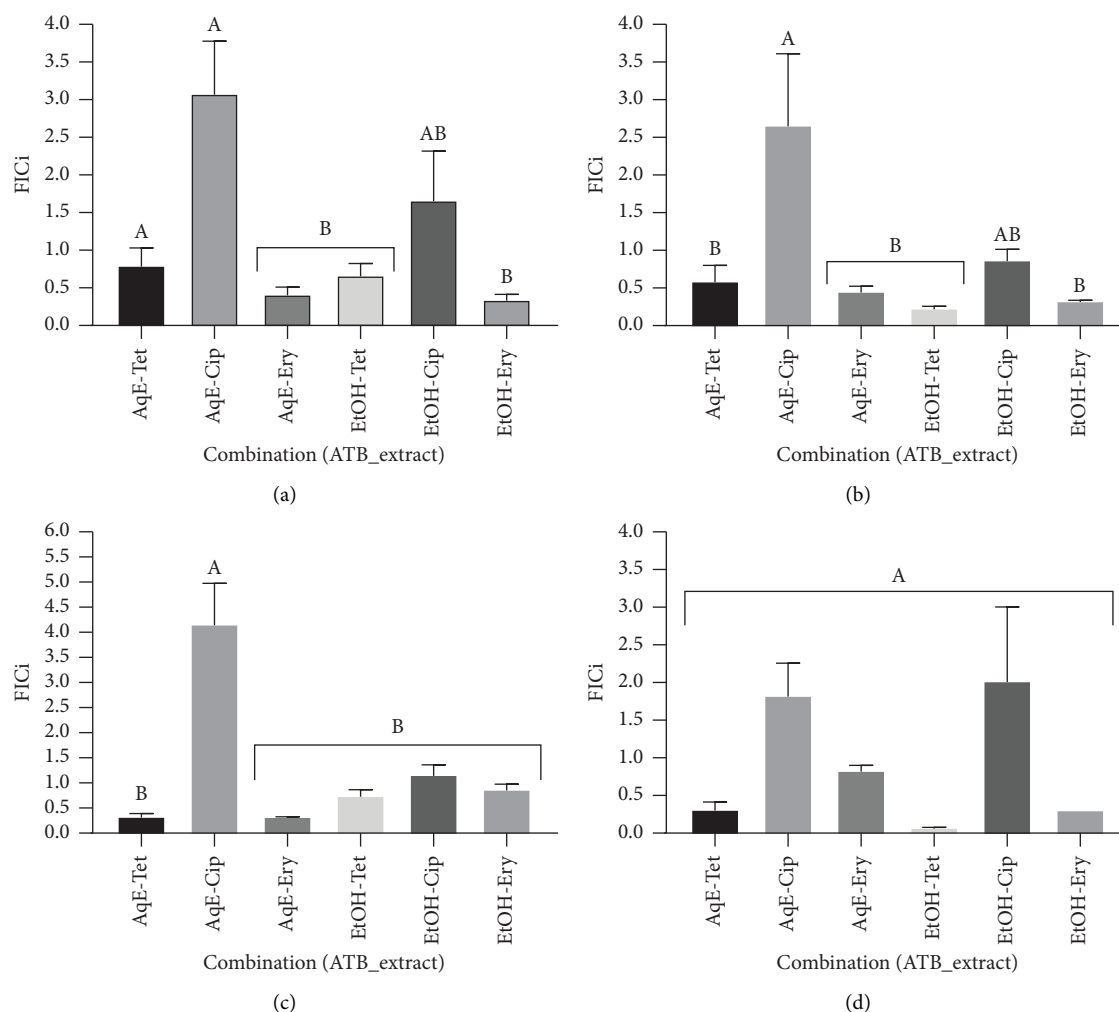 4.0
3.5
3.0
2.5
2.0
1.5
1.0
0.5
0.0
FICi
A
A
B
AB
B
AqE-Tet
AqE-Cip
AqE-Ery
EtOH-Tet
EtOH-Cip
EtOH-Ery
Combination (ATB_extract)
(a)
4.0
3.5
3.0
2.5
2.0
1.5
1.0
0.5
0.0
FICi
B
A
B
AB
B
AqE-Tet
AqE-Cip
AqE-Ery
EtOH-Tet
EtOH-Cip
EtOH-Ery
Combination (ATB_extract)
(b)
6.0
5.5
5.0
4.5
4.0
3.5
3.0
2.5
2.0
1.5
1.0
0.5
0.0
FICi
B
A
B
AqE-Tet
AqE-Cip
AqE-Ery
EtOH-Tet
EtOH-Cip
EtOH-Ery
Combination (ATB_extract)
(c)
4.0
3.5
3.0
2.5
2.0
1.5
1.0
0.5
0.0
FICi
A
AqE-Tet
AqE-Cip
AqE-Ery
EtOH-Tet
EtOH-Cip
EtOH-Ery
Combination (ATB_extract)
(d)